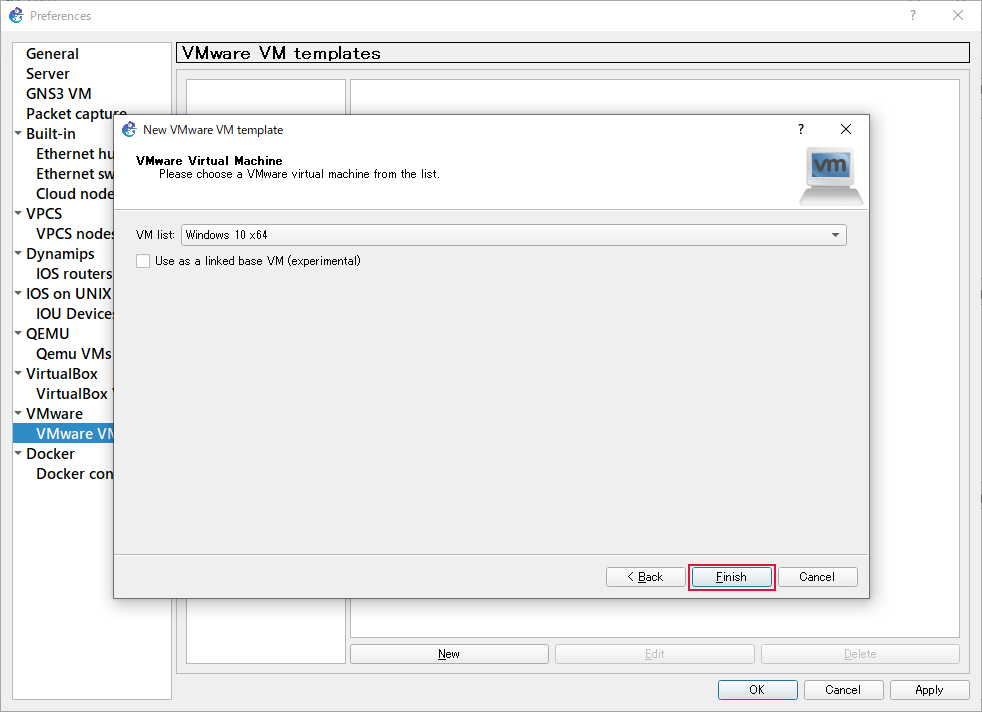 Preferences
?
General
Server
GNS3 VM
Packet capture
Built-in
Ethernet hu
Ethernet sw
Cloud node
VPCS
VPCS nodes
Dynamips
IOS routers
IOS on UNIX
IOU Devices
QEMU
Qemu VMs
VirtualBox
VirtualBox
VMware
VMware VM
Docker
Docker con
VMware VM templates
New VMware VM template
?
VMware Virtual Machine
Please choose a VMware virtual machine from the list.
vm
VM list: Windows 10 x64
Use as a linked base VM (experimental)
< Back Finish Cancel
New Edit Delete
OK Cancel Apply